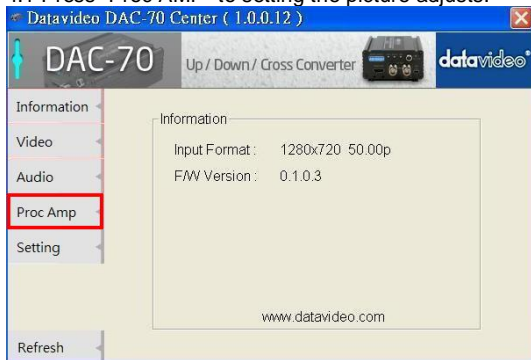 Datavideo DAC-70 Center ( 1.0.0.12 )
DAC-70
Up / Down / Cross Converter
datavideo
Information
Video
Audio
Proc Amp
Setting
Refresh
Information
Input Format : 1280x720 50.00p
F/W Version : 0.1.0.3
www.datavideo.com